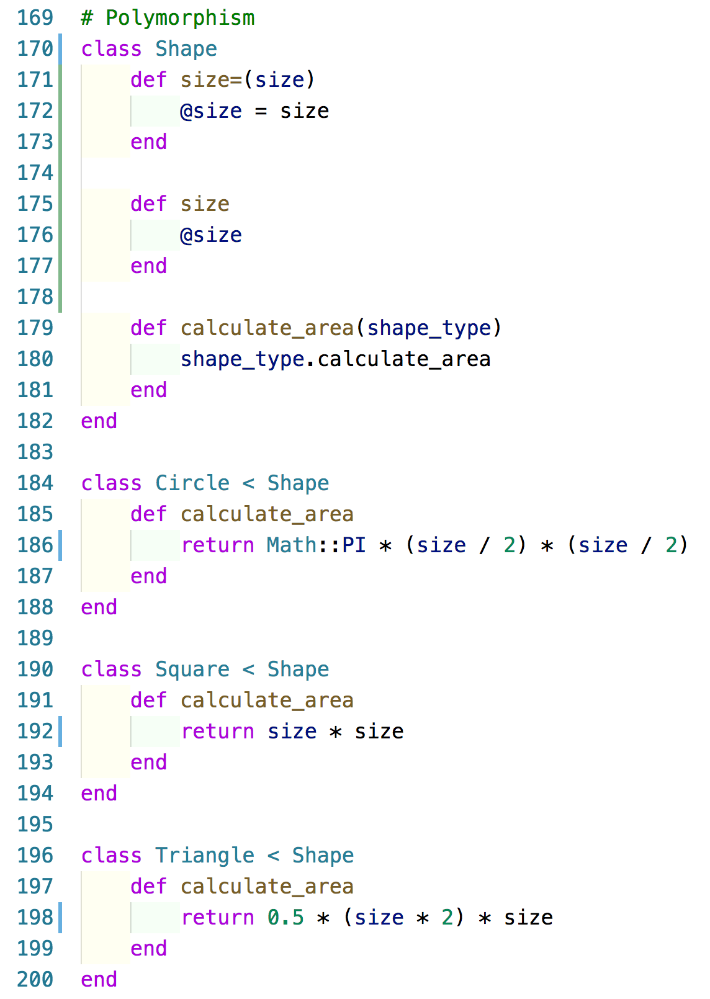 169 # Polymorphism
170 class Shape
171     def size=(size)
172         @size = size
173     end
174
175     def size
176         @size
177     end
178
179     def calculate_area(shape_type)
180         shape_type.calculate_area
181     end
182 end
183
184 class Circle < Shape
185     def calculate_area
186         return Math::PI * (size / 2) * (size / 2)
187     end
188 end
189
190 class Square < Shape
191     def calculate_area
192         return size * size
193     end
194 end
195
196 class Triangle < Shape
197     def calculate_area
198         return 0.5 * (size * 2) * size
199     end
200 end